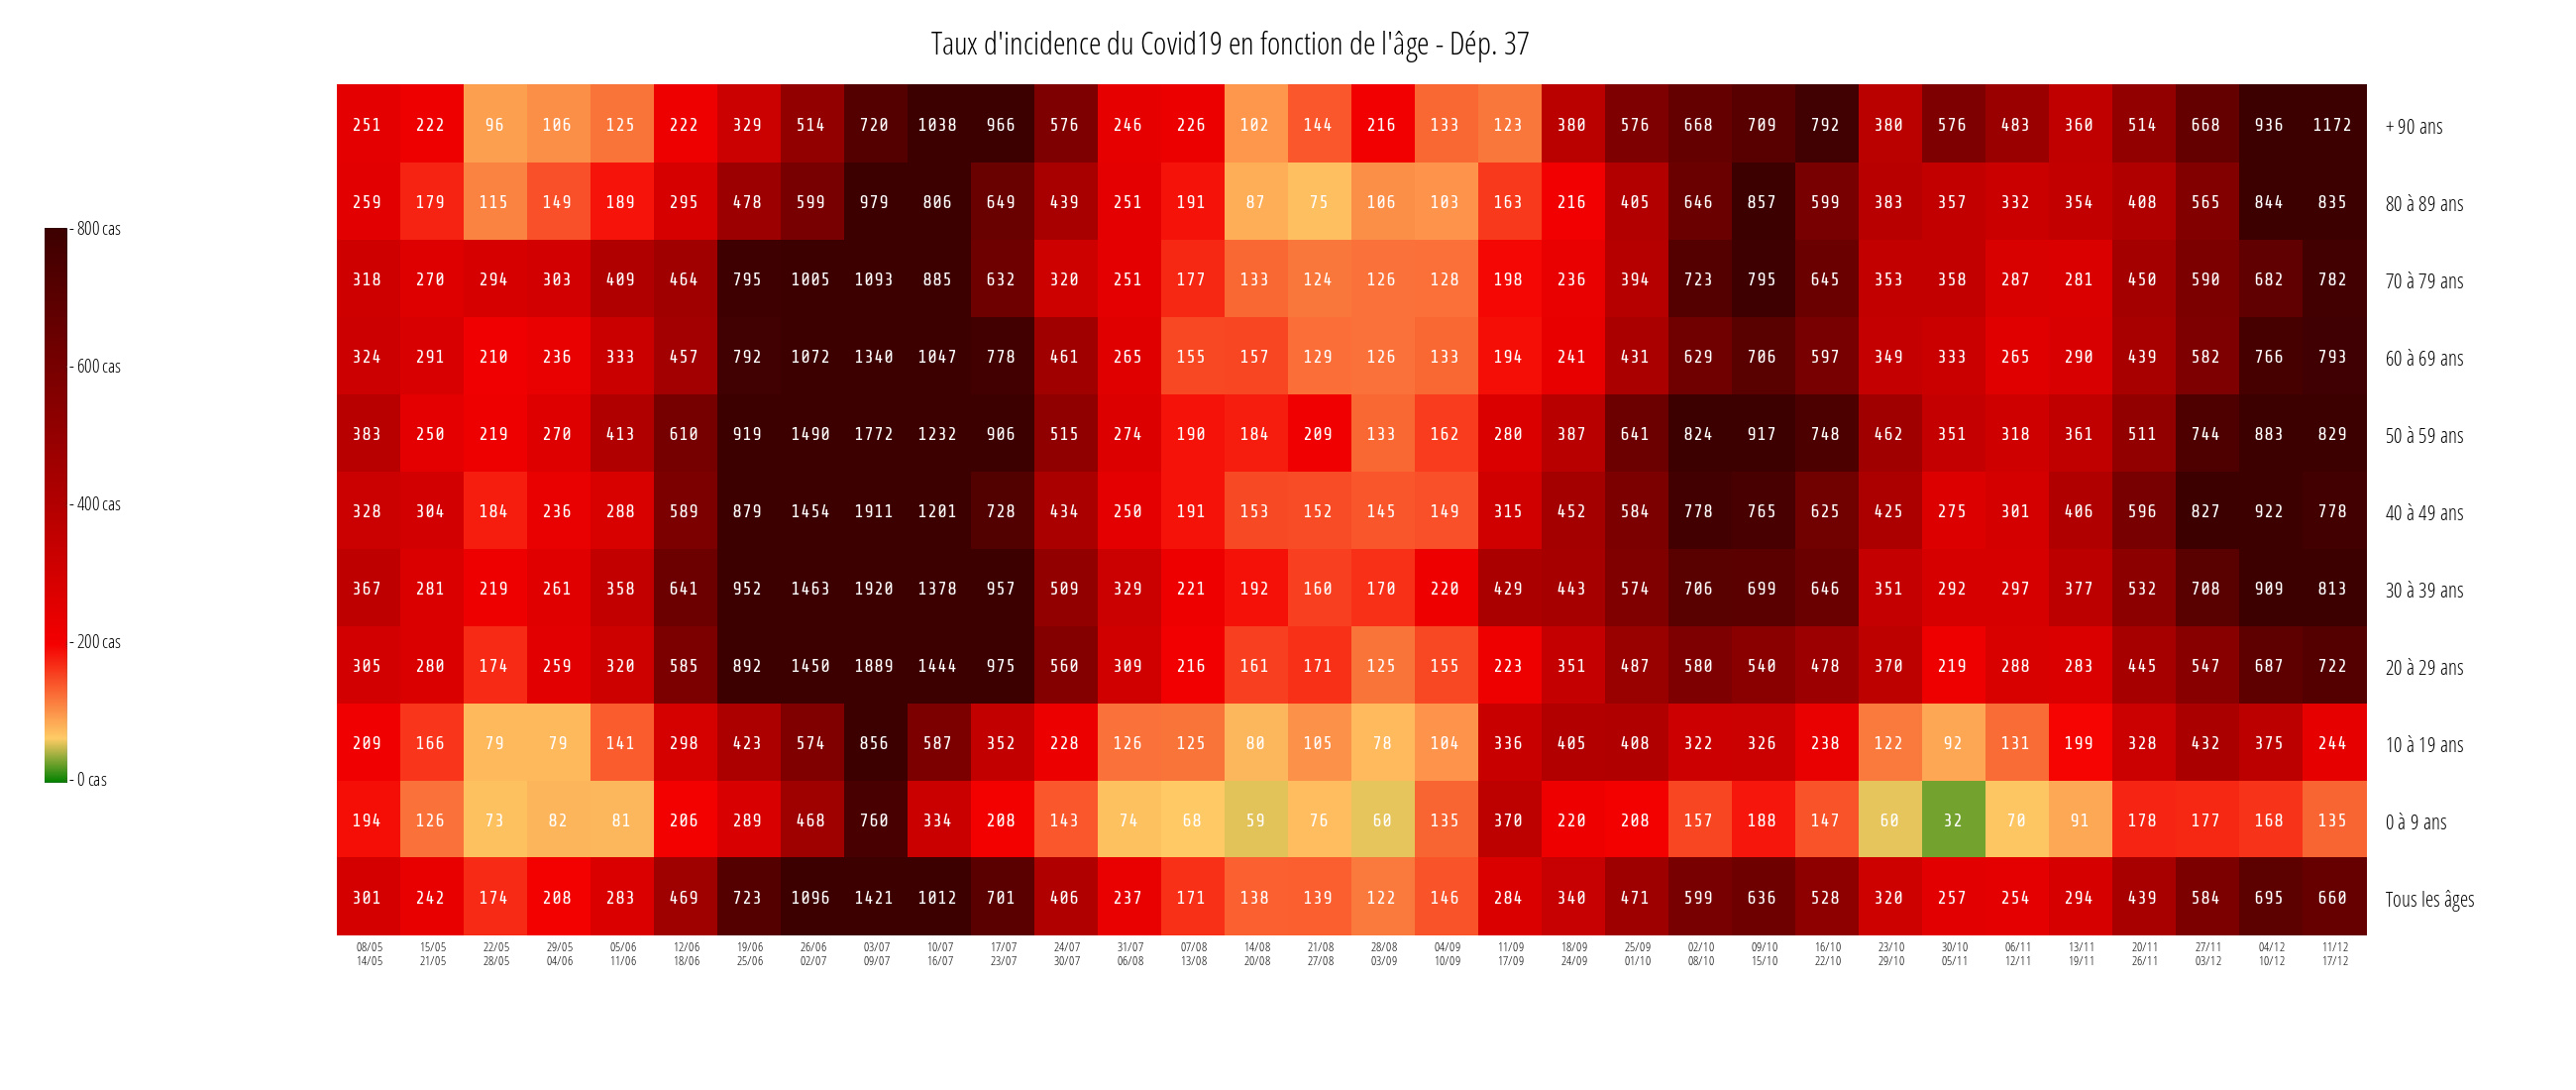 Taux d'incidence du Covid19 en fonction de l'âge - Dép. 37
- 800 cas
- 600 cas
- 400 cas
- 200 cas
- 0 cas
251 222 96 106 125 222 329 514 720 1038 966 576 246 226 102 144 216 133 123 380 576 668 709 792 380 576 483 360 514 668 936 1172 + 90 ans
259 179 115 149 189 295 478 599 979 806 649 439 251 191 87 75 106 103 163 216 405 646 857 599 383 357 332 354 408 565 844 835 80 à 89 ans
318 270 294 303 409 464 795 1005 1093 885 632 320 251 177 133 124 126 128 198 236 394 723 795 645 353 358 287 281 450 590 682 782 70 à 79 ans
324 291 210 236 333 457 792 1072 1340 1047 778 461 265 155 157 129 126 133 194 241 431 629 706 597 349 333 265 290 439 582 766 793 60 à 69 ans
383 250 219 270 413 610 919 1490 1772 1232 906 515 274 190 184 209 133 162 280 387 641 824 917 748 462 351 318 361 511 744 883 829 50 à 59 ans
328 304 184 236 288 589 879 1454 1911 1201 728 434 250 191 153 152 145 149 315 452 584 778 765 625 425 275 301 406 596 827 922 778 40 à 49 ans
367 281 219 261 358 641 952 1463 1920 1378 957 509 329 221 192 160 170 220 429 443 574 706 699 646 351 292 297 377 532 708 909 813 30 à 39 ans
305 280 174 259 320 585 892 1450 1889 1444 975 560 309 216 161 171 125 155 223 351 487 580 540 478 370 219 288 283 445 547 687 722 20 à 29 ans
209 166 79 79 141 298 423 574 856 587 352 228 126 125 80 105 78 104 336 405 408 322 326 238 122 92 131 199 328 432 375 244 10 à 19 ans
194 126 73 82 81 206 289 468 760 334 208 143 74 68 59 76 60 135 370 220 208 157 188 147 60 32 70 91 178 177 168 135 0 à 9 ans
301 242 174 208 283 469 723 1096 1421 1012 701 406 237 171 138 139 122 146 284 340 471 599 636 528 320 257 254 294 439 584 695 660 Tous les âges
08/05 15/05 22/05 29/05 05/06 12/06 19/06 26/06 03/07 10/07 17/07 24/07 31/07 07/08 14/08 21/08 28/08 04/09 11/09 18/09 25/09 02/10 09/10 16/10 23/10 30/10 06/11 13/11 20/11 27/11 04/12 11/12
14/05 21/05 28/05 04/06 11/06 18/06 25/06 02/07 09/07 16/07 23/07 30/07 06/08 13/08 20/08 27/08 03/09 10/09 17/09 24/09 01/10 08/10 15/10 22/10 29/10 05/11 12/11 19/11 26/11 03/12 10/12 17/12